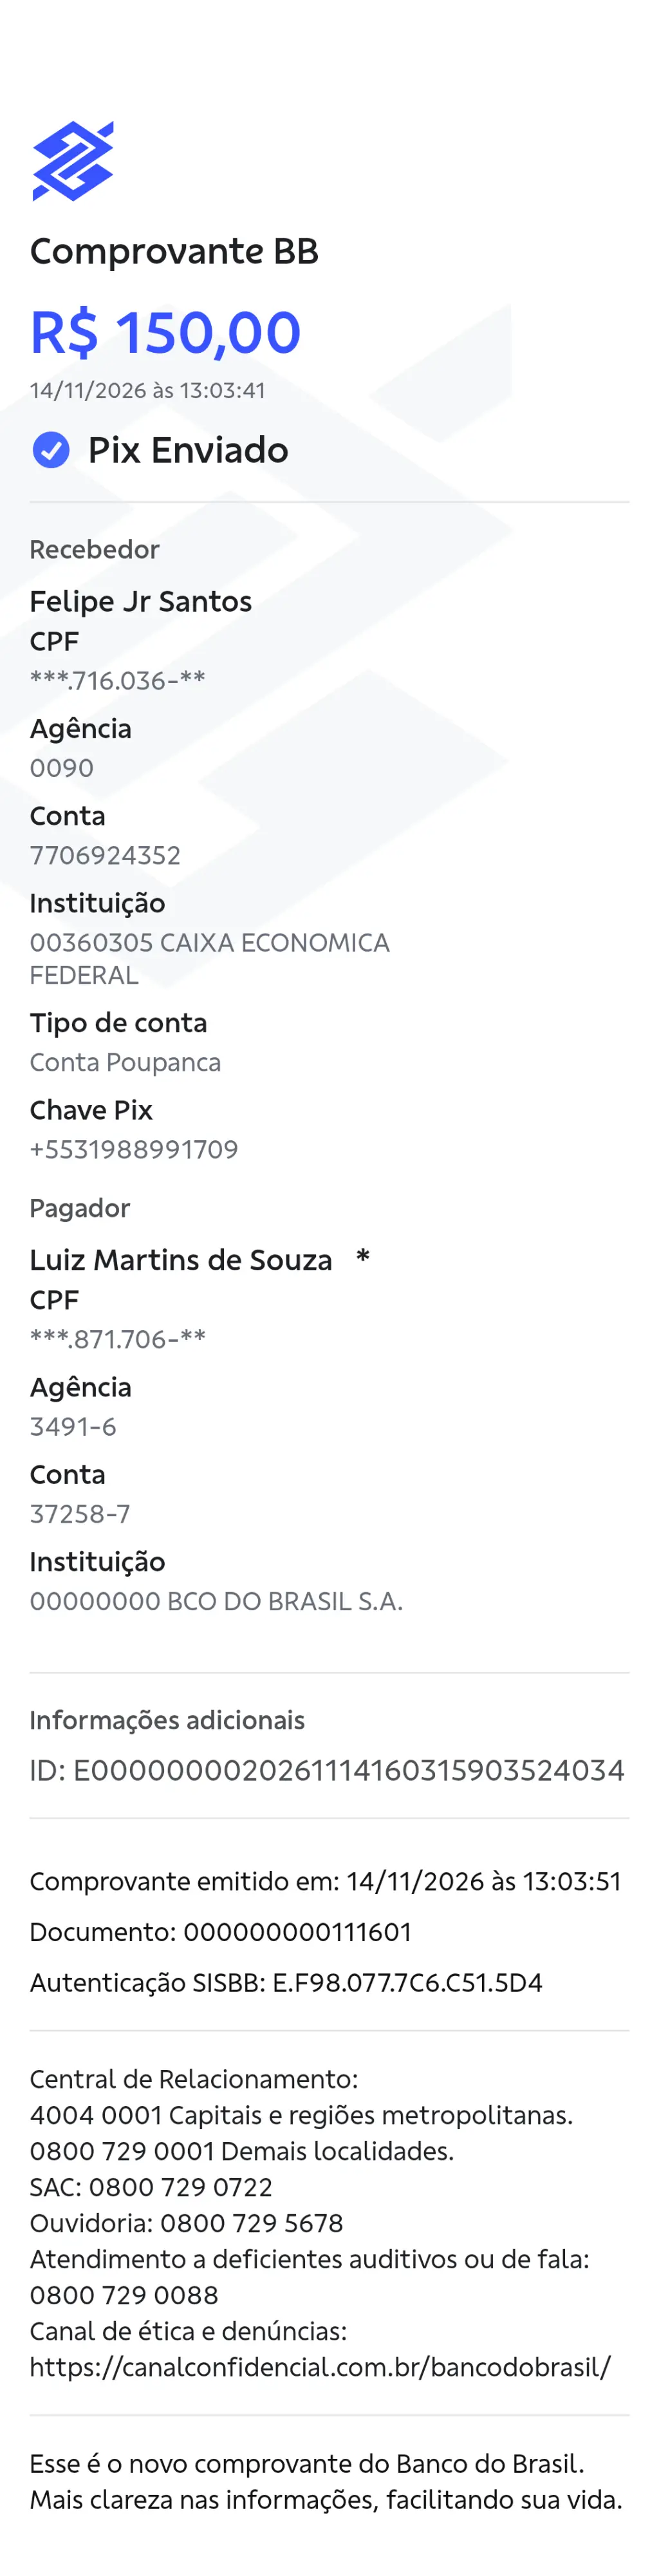 Comprovante BB
R$ 150,00
14/11/2026 às 13:03:41
Pix Enviado
Recebedor
Felipe Jr Santos
CPF
***.716.036-**
Agência
0090
Conta
7706924352
Instituição
00360305 CAIXA ECONOMICA
FEDERAL
Tipo de conta
Conta Poupanca
Chave Pix
+5531988991709
Pagador
Luiz Martins de Souza *
CPF
***.871.706-**
Agência
3491-6
Conta
37258-7
Instituição
00000000 BCO DO BRASIL S.A.
Informações adicionais
ID: E0000000020261114160315903524034
Comprovante emitido em: 14/11/2026 às 13:03:51
Documento: 000000000111601
Autenticação SISBB: E.F98.077.7C6.C51.5D4
Central de Relacionamento:
4004 0001 Capitais e regiões metropolitanas.
0800 729 0001 Demais localidades.
SAC: 0800 729 0722
Ouvidoria: 0800 729 5678
Atendimento a deficientes auditivos ou de fala:
0800 729 0088
Canal de ética e denúncias:
https://canalconfidencial.com.br/bancodobrasil/
Esse é o novo comprovante do Banco do Brasil.
Mais clareza nas informações, facilitando sua vida.